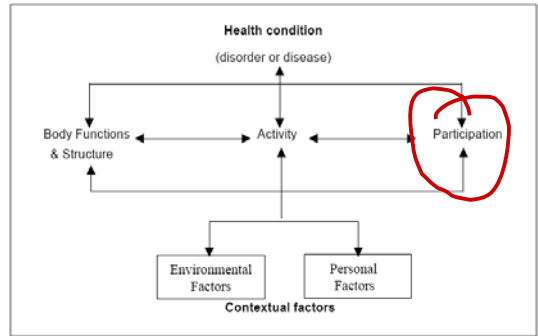 Health condition
(disorder or disease)
Body Functions
& Structure
Activity
Participation
Environmental
Factors
Personal
Factors
Contextual factors